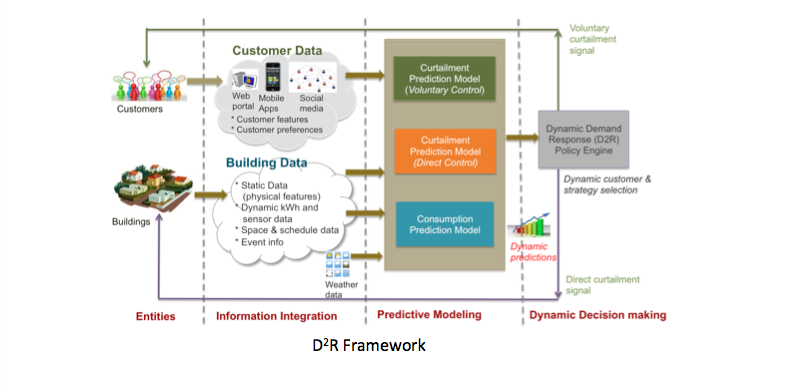 Voluntary
curtailment
signal
Customer Data
Customers
Web
portal
Mobile
Apps
Social
media
* Customer features
* Customer preferences
Curtailment
Prediction Model
(Voluntary Control)
Building Data
Buildings
* Static Data
(physical features)
* Dynamic kWh and
sensor data
* Space & schedule data
* Event info
Weather
data
Curtailment
Prediction Model
(Direct Control)
Consumption
Prediction Model
Dynamic
predictions
Dynamic Demand
Response (D2R)
Policy Engine
Dynamic customer &
strategy selection
Direct curtailment
signal
Entities
Information Integration
Predictive Modeling
Dynamic Decision making
D²R Framework